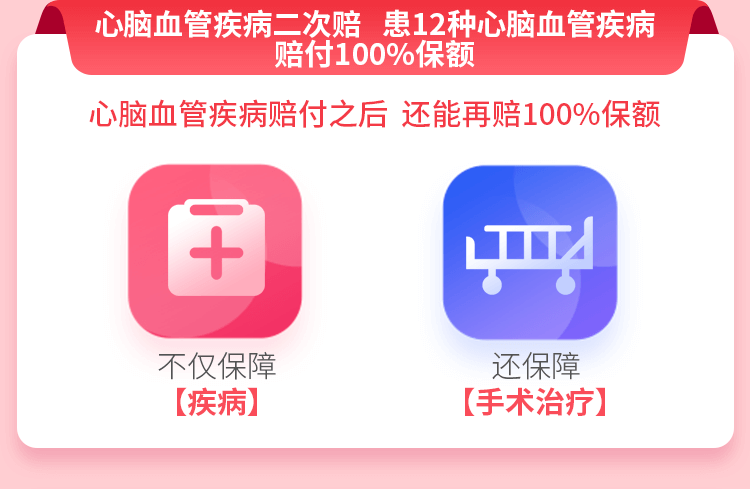 心脑血管疾病二次赔 患12种心脑血管疾病
赔付100%保额
心脑血管疾病赔付之后 还能再赔100%保额
不仅保障
【疾病】
还保障
【手术治疗】